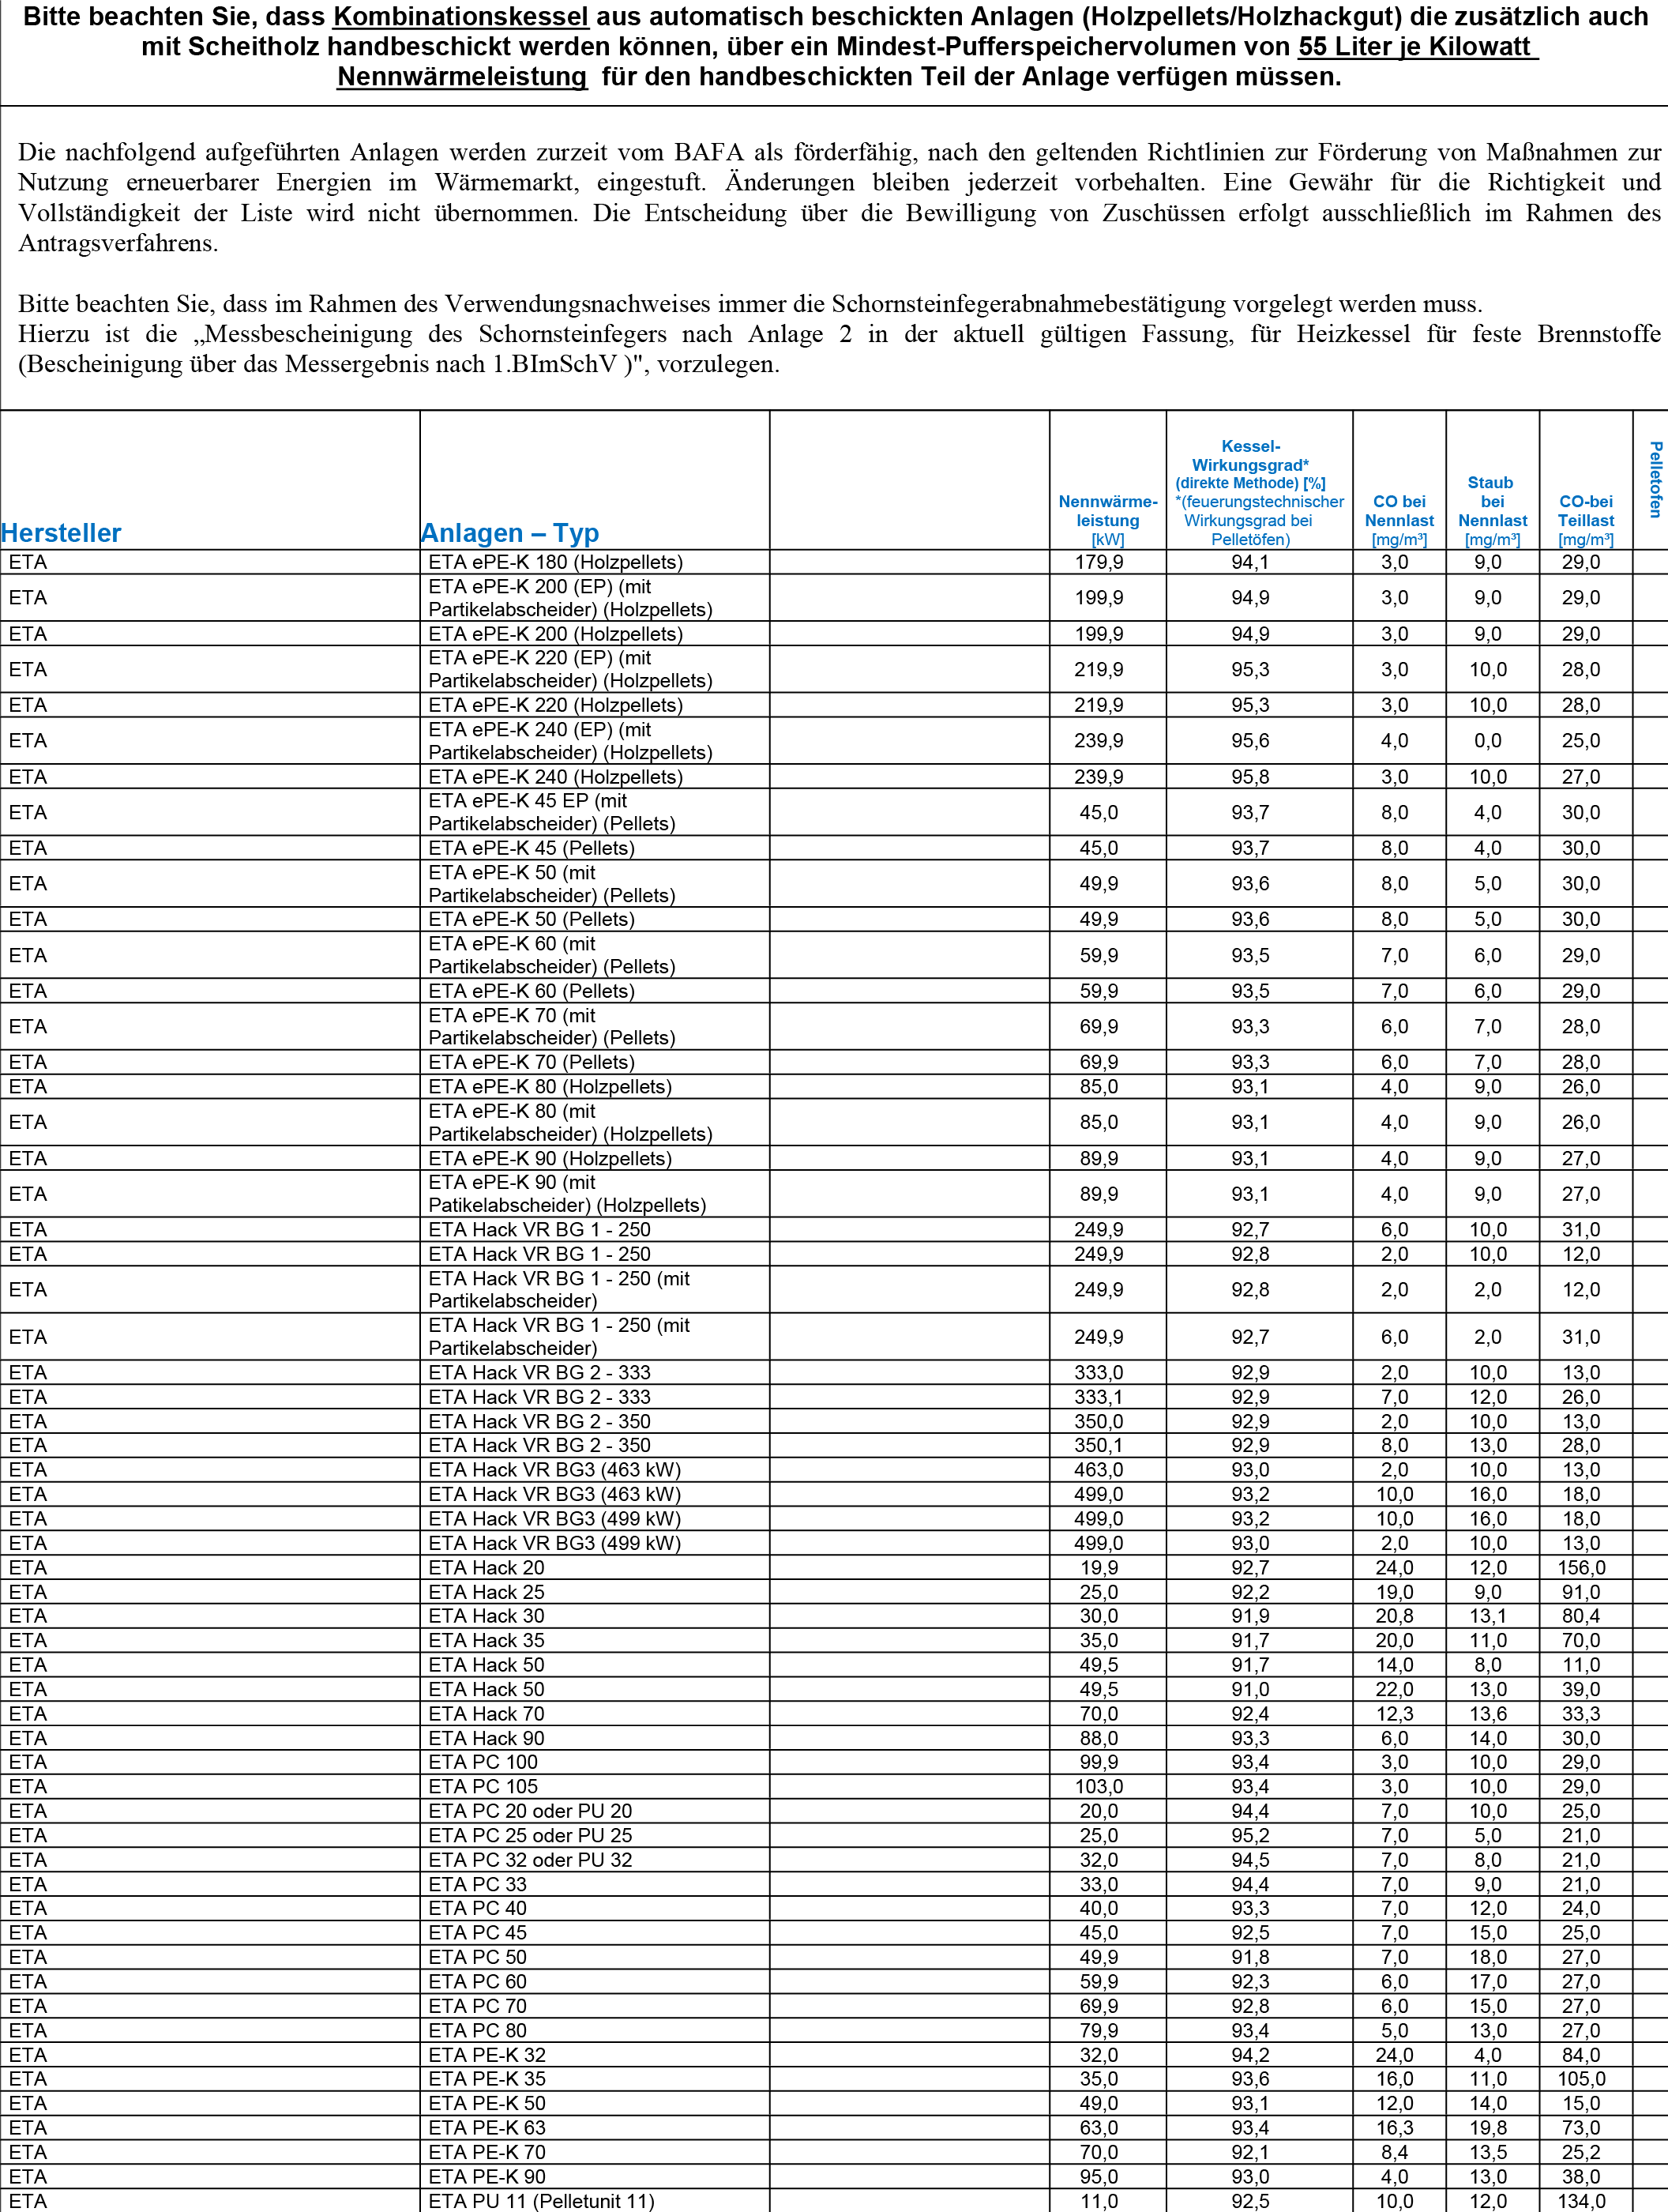 Bitte beachten Sie, dass Kombinationskessel aus automatisch beschickten Anlagen (Holzpellets/Holzhackgut) die zusätzlich auch
mit Scheitholz handbeschickt werden können, über ein Mindest-Pufferspeichervolumen von 55 Liter je Kilowatt
Nennwärmeleistung für den handbeschickten Teil der Anlage verfügen müssen.
Die nachfolgend aufgeführten Anlagen werden zurzeit vom BAFA als förderfähig, nach den geltenden Richtlinien zur Förderung von Maßnahmen zur
Nutzung erneuerbarer Energien im Wärmemarkt, eingestuft. Änderungen bleiben jederzeit vorbehalten. Eine Gewähr für die Richtigkeit und
Vollständigkeit der Liste wird nicht übernommen. Die Entscheidung über die Bewilligung von Zuschüssen erfolgt ausschließlich im Rahmen des
Antragsverfahrens.
Bitte beachten Sie, dass im Rahmen des Verwendungsnachweises immer die Schornsteinfegerabnahmebestätigung vorgelegt werden muss.
Hierzu ist die „Messbescheinigung des Schornsteinfegers nach Anlage 2 in der aktuell gültigen Fassung, für Heizkessel für feste Brennstoffe
(Bescheinigung über das Messergebnis nach 1.BImSchV )", vorzulegen.
Hersteller
Anlagen – Typ
Nennwärme-
leistung
[kW]
Kessel-
Wirkungsgrad*
(direkte Methode) [%]
*(feuerungstechnischer
Wirkungsgrad bei
Pelletöfen)
CO bei
Nennlast
[mg/m³]
Staub
bei
Nennlast
[mg/m³]
CO-bei
Teillast
[mg/m³]
Pelletofen
ETA ETA ePE-K 180 (Holzpellets) 179,9 94,1 3,0 9,0 29,0
ETA ETA ePE-K 200 (EP) (mit
Partikelabscheider) (Holzpellets) 199,9 94,9 3,0 9,0 29,0
ETA ETA ePE-K 200 (Holzpellets) 199,9 94,9 3,0 9,0 29,0
ETA ETA ePE-K 220 (EP) (mit
Partikelabscheider) (Holzpellets) 219,9 95,3 3,0 10,0 28,0
ETA ETA ePE-K 220 (Holzpellets) 219,9 95,3 3,0 10,0 28,0
ETA ETA ePE-K 240 (EP) (mit
Partikelabscheider) (Holzpellets) 239,9 95,6 4,0 0,0 25,0
ETA ETA ePE-K 240 (Holzpellets) 239,9 95,8 3,0 10,0 27,0
ETA ETA ePE-K 45 EP (mit
Partikelabscheider) (Pellets) 45,0 93,7 8,0 4,0 30,0
ETA ETA ePE-K 45 (Pellets) 45,0 93,7 8,0 4,0 30,0
ETA ETA ePE-K 50 (mit
Partikelabscheider) (Pellets) 49,9 93,6 8,0 5,0 30,0
ETA ETA ePE-K 50 (Pellets) 49,9 93,6 8,0 5,0 30,0
ETA ETA ePE-K 60 (mit
Partikelabscheider) (Pellets) 59,9 93,5 7,0 6,0 29,0
ETA ETA ePE-K 60 (Pellets) 59,9 93,5 7,0 6,0 29,0
ETA ETA ePE-K 70 (mit
Partikelabscheider) (Pellets) 69,9 93,3 6,0 7,0 28,0
ETA ETA ePE-K 70 (Pellets) 69,9 93,3 6,0 7,0 28,0
ETA ETA ePE-K 80 (Holzpellets) 85,0 93,1 4,0 9,0 26,0
ETA ETA ePE-K 80 (mit
Partikelabscheider) (Holzpellets) 85,0 93,1 4,0 9,0 26,0
ETA ETA ePE-K 90 (Holzpellets) 89,9 93,1 4,0 9,0 27,0
ETA ETA ePE-K 90 (mit
Patikelabscheider) (Holzpellets) 89,9 93,1 4,0 9,0 27,0
ETA ETA Hack VR BG 1 - 250 249,9 92,7 6,0 10,0 31,0
ETA ETA Hack VR BG 1 - 250 249,9 92,8 2,0 10,0 12,0
ETA ETA Hack VR BG 1 - 250 (mit
Partikelabscheider) 249,9 92,8 2,0 2,0 12,0
ETA ETA Hack VR BG 1 - 250 (mit
Partikelabscheider) 249,9 92,7 6,0 2,0 31,0
ETA ETA Hack VR BG 2 - 333 333,0 92,9 2,0 10,0 13,0
ETA ETA Hack VR BG 2 - 333 333,1 92,9 7,0 12,0 26,0
ETA ETA Hack VR BG 2 - 350 350,0 92,9 2,0 10,0 13,0
ETA ETA Hack VR BG 2 - 350 350,1 92,9 8,0 13,0 28,0
ETA ETA Hack VR BG3 (463 kW) 463,0 93,0 2,0 10,0 13,0
ETA ETA Hack VR BG3 (463 kW) 499,0 93,2 10,0 16,0 18,0
ETA ETA Hack VR BG3 (499 kW) 499,0 93,2 10,0 16,0 18,0
ETA ETA Hack VR BG3 (499 kW) 499,0 93,0 2,0 10,0 13,0
ETA ETA Hack 20 19,9 92,7 24,0 12,0 156,0
ETA ETA Hack 25 25,0 92,2 19,0 9,0 91,0
ETA ETA Hack 30 30,0 91,9 20,8 13,1 80,4
ETA ETA Hack 35 35,0 91,7 20,0 11,0 70,0
ETA ETA Hack 50 49,5 91,7 14,0 8,0 11,0
ETA ETA Hack 50 49,5 91,0 22,0 13,0 39,0
ETA ETA Hack 70 70,0 92,4 12,3 13,6 33,3
ETA ETA Hack 90 88,0 93,3 6,0 14,0 30,0
ETA ETA PC 100 99,9 93,4 3,0 10,0 29,0
ETA ETA PC 105 103,0 93,4 3,0 10,0 29,0
ETA ETA PC 20 oder PU 20 20,0 94,4 7,0 10,0 25,0
ETA ETA PC 25 oder PU 25 25,0 95,2 7,0 5,0 21,0
ETA ETA PC 32 oder PU 32 32,0 94,5 7,0 8,0 21,0
ETA ETA PC 33 33,0 94,4 7,0 9,0 21,0
ETA ETA PC 40 40,0 93,3 7,0 12,0 24,0
ETA ETA PC 45 45,0 92,5 7,0 15,0 25,0
ETA ETA PC 50 49,9 91,8 7,0 18,0 27,0
ETA ETA PC 60 59,9 92,3 6,0 17,0 27,0
ETA ETA PC 70 69,9 92,8 6,0 15,0 27,0
ETA ETA PC 80 79,9 93,4 5,0 13,0 27,0
ETA ETA PE-K 32 32,0 94,2 24,0 4,0 84,0
ETA ETA PE-K 35 35,0 93,6 16,0 11,0 105,0
ETA ETA PE-K 50 49,0 93,1 12,0 14,0 15,0
ETA ETA PE-K 63 63,0 93,4 16,3 19,8 73,0
ETA ETA PE-K 70 70,0 92,1 8,4 13,5 25,2
ETA ETA PE-K 90 95,0 93,0 4,0 13,0 38,0
ETA ETA PU 11 (Pelletunit 11) 11,0 92,5 10,0 12,0 134,0